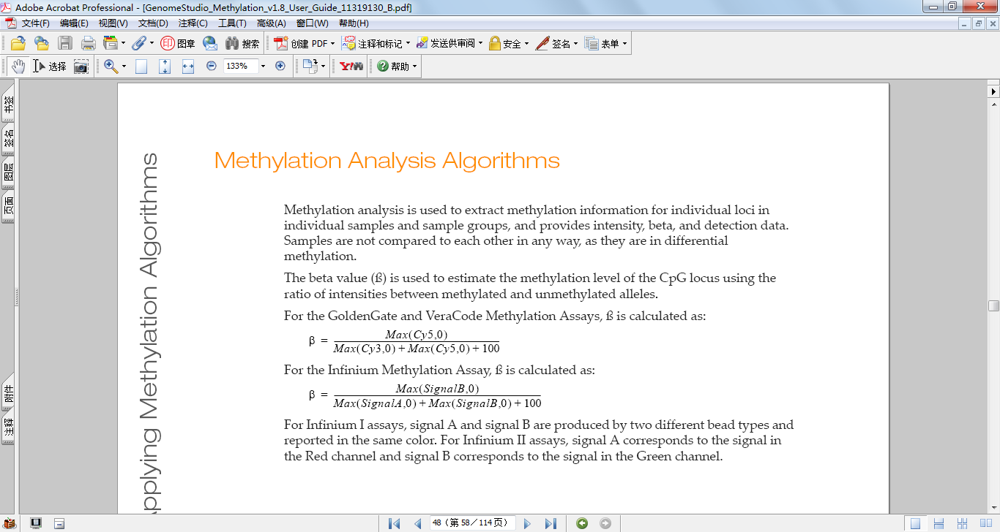 Adobe Acrobat Professional - [GenomeStudio_Methylation_v1.8_User_Guide_11319130_B.pdf]
文件(F) 编辑(E) 视图(V) 文档(D) 注释(C) 工具(T) 高级(A) 窗口(W) 帮助(H)
印 图章 搜索 创建 PDF 注释和标记 发送供审阅 安全 签名 表单
选择 133% Y! 帮助
书签
签名
图层
页面
附件
注释
Applying Methylation Algorithms
Methylation Analysis Algorithms
Methylation analysis is used to extract methylation information for individual loci in
individual samples and sample groups, and provides intensity, beta, and detection data.
Samples are not compared to each other in any way, as they are in differential
methylation.
The beta value (ß) is used to estimate the methylation level of the CpG locus using the
ratio of intensities between methylated and unmethylated alleles.
For the GoldenGate and VeraCode Methylation Assays, ß is calculated as:
β = Max(Cy5,0)
Max(Cy3,0) + Max(Cy5,0) + 100
For the Infinium Methylation Assay, ß is calculated as:
β = Max(SignalB,0)
Max(SignalA,0) + Max(SignalB,0) + 100
For Infinium I assays, signal A and signal B are produced by two different bead types and
reported in the same color. For Infinium II assays, signal A corresponds to the signal in
the Red channel and signal B corresponds to the signal in the Green channel.
48 (第 58/114 页)